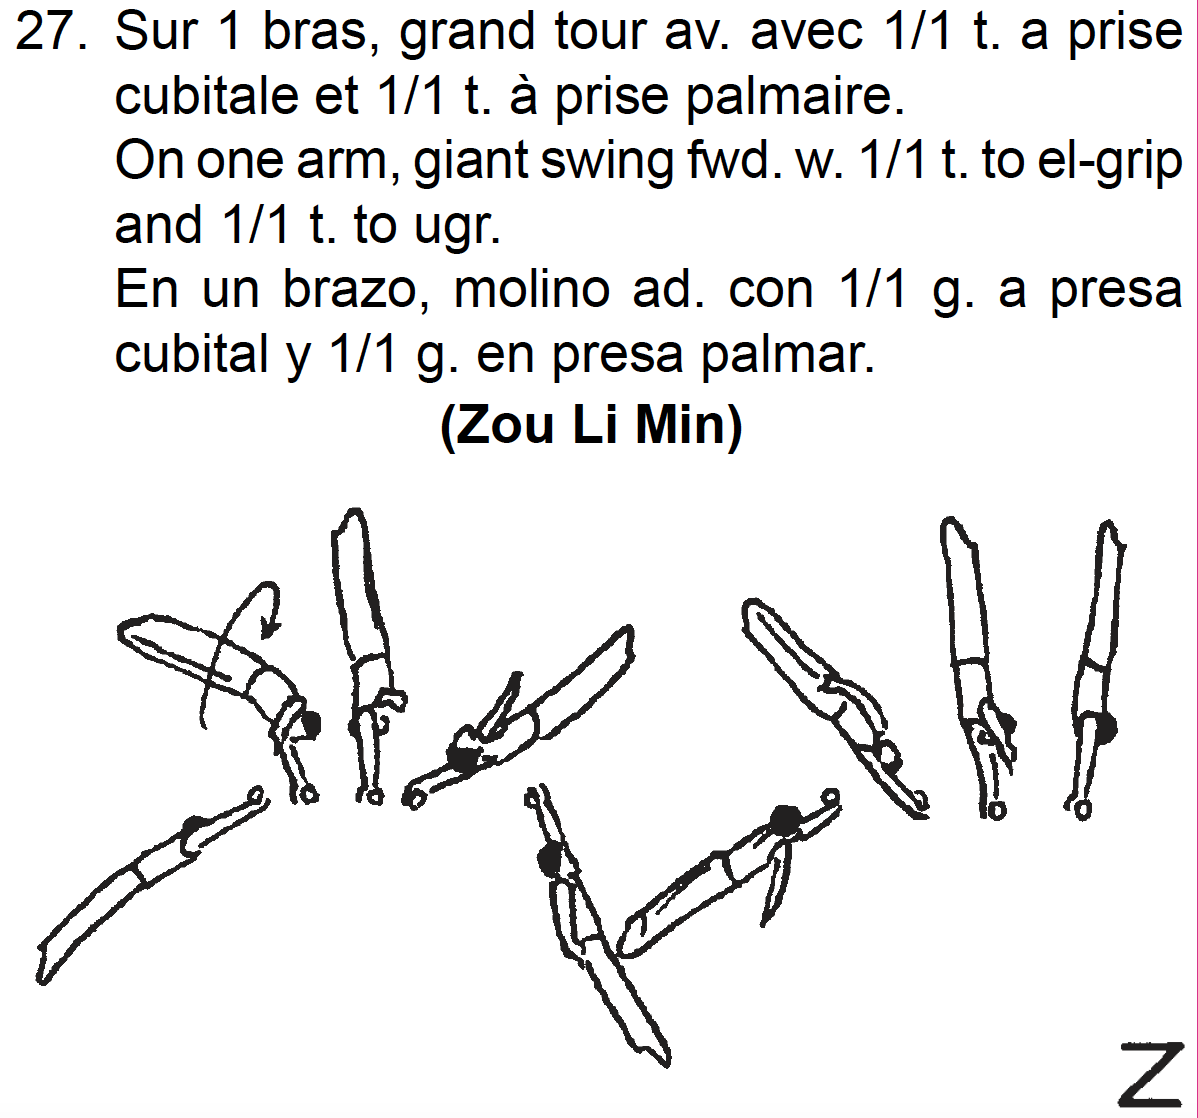 27. Sur 1 bras, grand tour av. avec 1/1 t. a prise
cubitale et 1/1 t. à prise palmaire.
On one arm, giant swing fwd. w. 1/1 t. to el-grip
and 1/1 t. to ugr.
En un brazo, molino ad. con 1/1 g. a presa
cubital y 1/1 g. en presa palmar.
(Zou Li Min)
Z